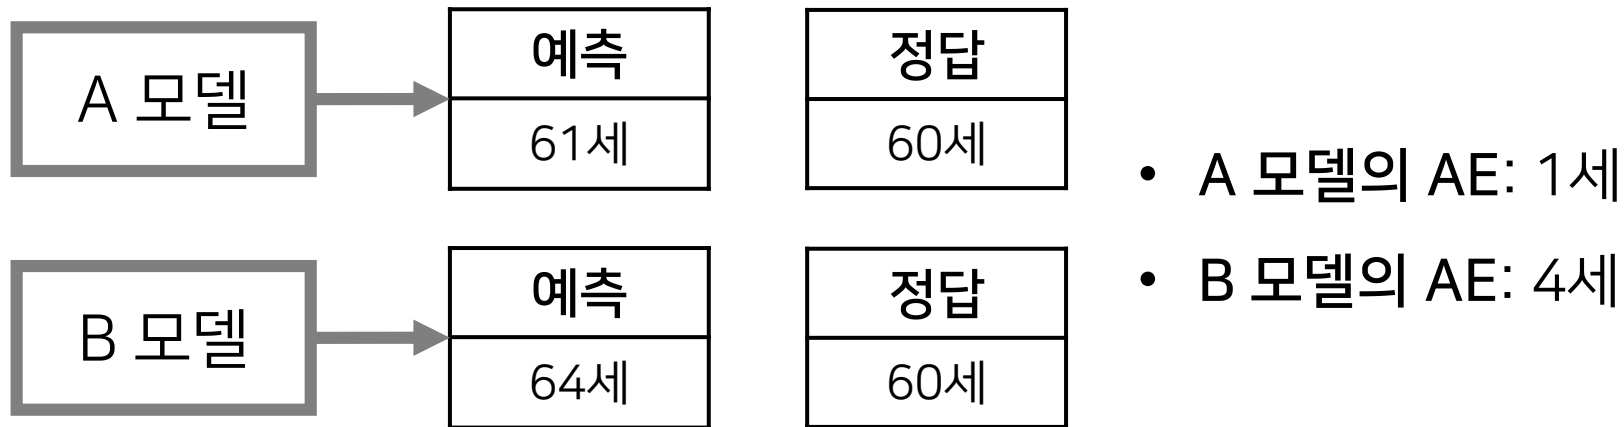 A 모델
예측
61세
정답
60세
B 모델
예측
64세
정답
60세
• A 모델의 AE: 1세
• B 모델의 AE: 4세